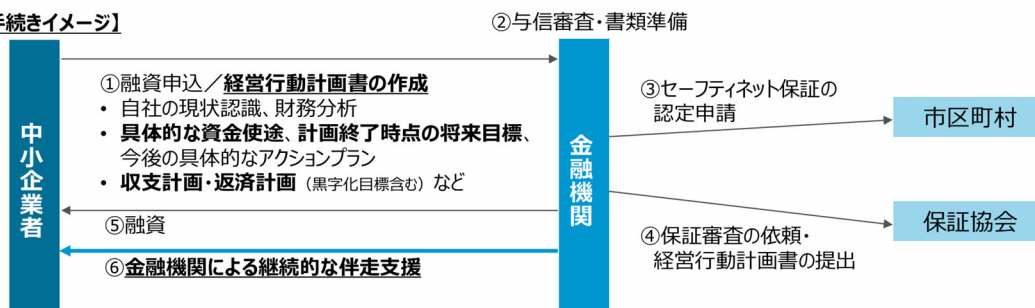 手続きイメージ】
②与信審査・書類準備
中小企業者
①融資申込／経営行動計画書の作成
• 自社の現状認識、財務分析
• 具体的な資金使途、計画終了時点の将来目標、
今後の具体的なアクションプラン
• 収支計画・返済計画（黒字化目標含む）など
⑤融資
⑥金融機関による継続的な伴走支援
金融機関
③セーフティネット保証の
認定申請
市区町村
④保証審査の依頼・
経営行動計画書の提出
保証協会